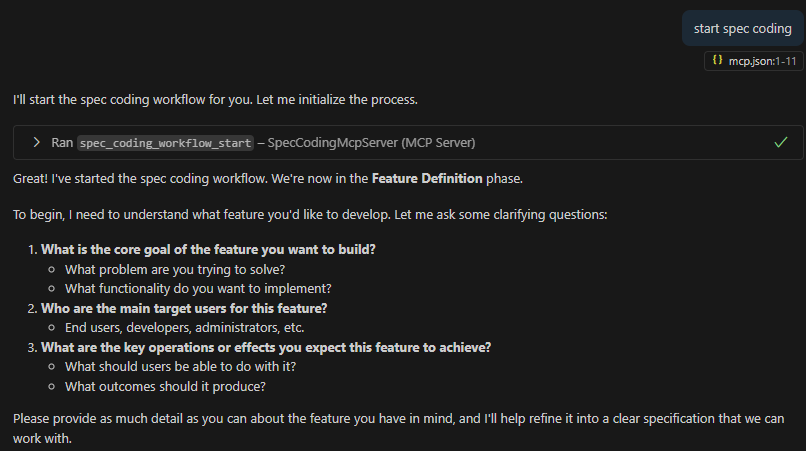 start spec coding
{} mcp.json:1-11
I'll start the spec coding workflow for you. Let me initialize the process.
Ran spec_coding_workflow_start – SpecCodingMcpServer (MCP Server)
Great! I've started the spec coding workflow. We're now in the Feature Definition phase.
To begin, I need to understand what feature you'd like to develop. Let me ask some clarifying questions:
1. What is the core goal of the feature you want to build?
What problem are you trying to solve?
What functionality do you want to implement?
2. Who are the main target users for this feature?
End users, developers, administrators, etc.
3. What are the key operations or effects you expect this feature to achieve?
What should users be able to do with it?
What outcomes should it produce?
Please provide as much detail as you can about the feature you have in mind, and I'll help refine it into a clear specification that we can
work with.